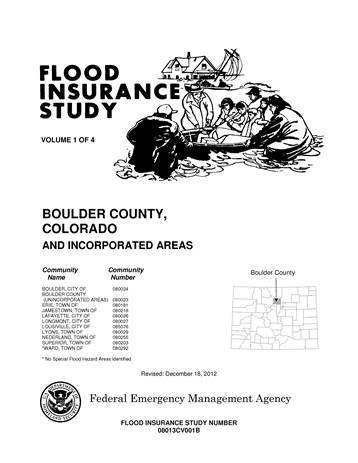 FLOOD
INSURANCE
STUDY
VOLUME 1 OF 4
BOULDER COUNTY,
COLORADO
AND INCORPORATED AREAS
Community Name Community Number
BOULDER, CITY OF 080024
BOULDER COUNTY
(UNINCORPORATED AREAS) 080023
ERIE, TOWN OF 080181
JAMESTOWN, TOWN OF 080216
LAFAYETTE, CITY OF 080026
LONGMONT, CITY OF 080027
LOUISVILLE, CITY OF 085076
LYONS, TOWN OF 080029
NEDERLAND, TOWN OF 080255
SUPERIOR, TOWN OF 080203
*WARD, TOWN OF 080292
* No Special Flood Hazard Areas Identified
Boulder County
Revised: December 18, 2012
Federal Emergency Management Agency
FLOOD INSURANCE STUDY NUMBER
08013CV001B